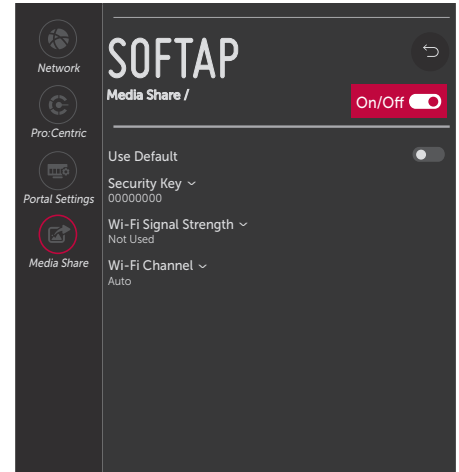 Network
Pro:Centric
Portal Settings
Media Share
SOFTAP
Media Share /
On/Off
Use Default
Security Key
00000000
Wi-Fi Signal Strength
Not Used
Wi-Fi Channel
Auto